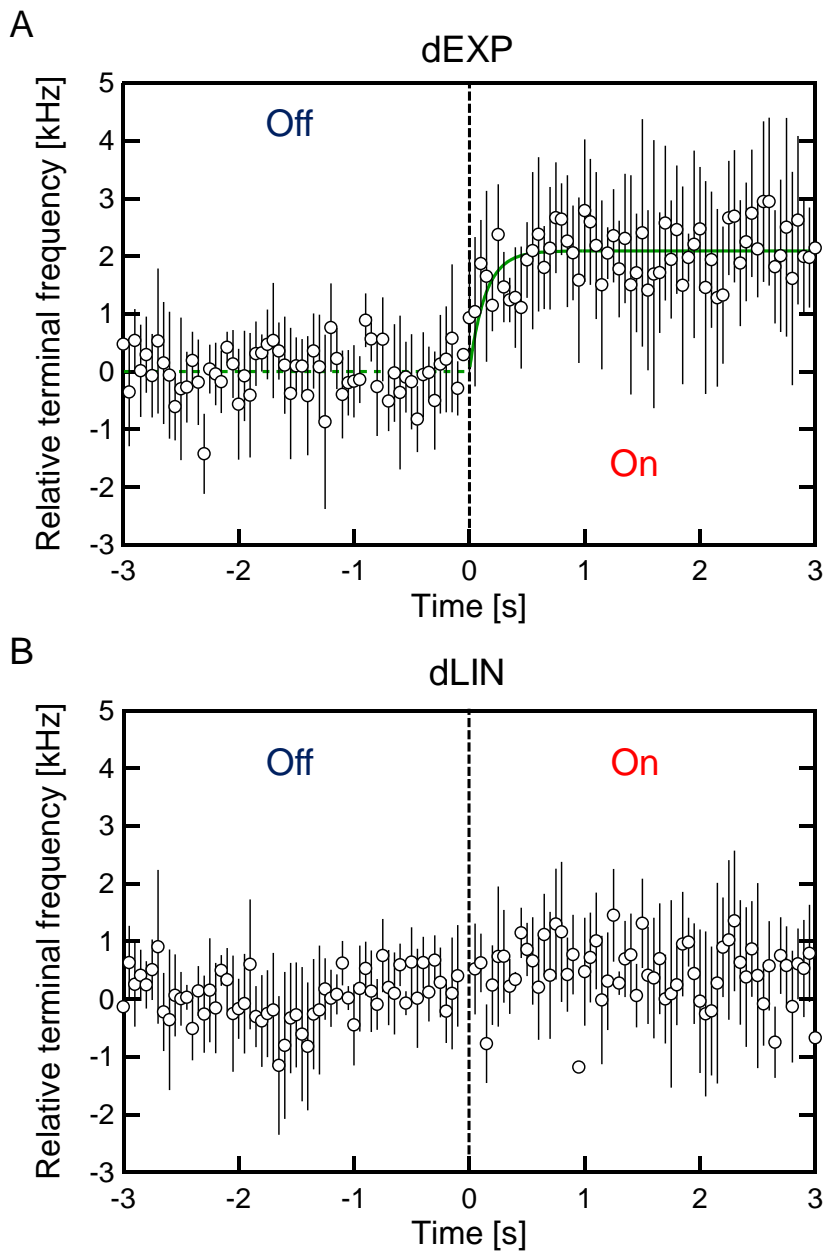 A
dEXP
5
4
3
2
1
0
-1
-2
-3
Relative terminal frequency [kHz]
Off
On
-3 -2 -1 0 1 2 3
Time [s]
B
dLIN
5
4
3
2
1
0
-1
-2
-3
Relative terminal frequency [kHz]
Off On
-3 -2 -1 0 1 2 3
Time [s]